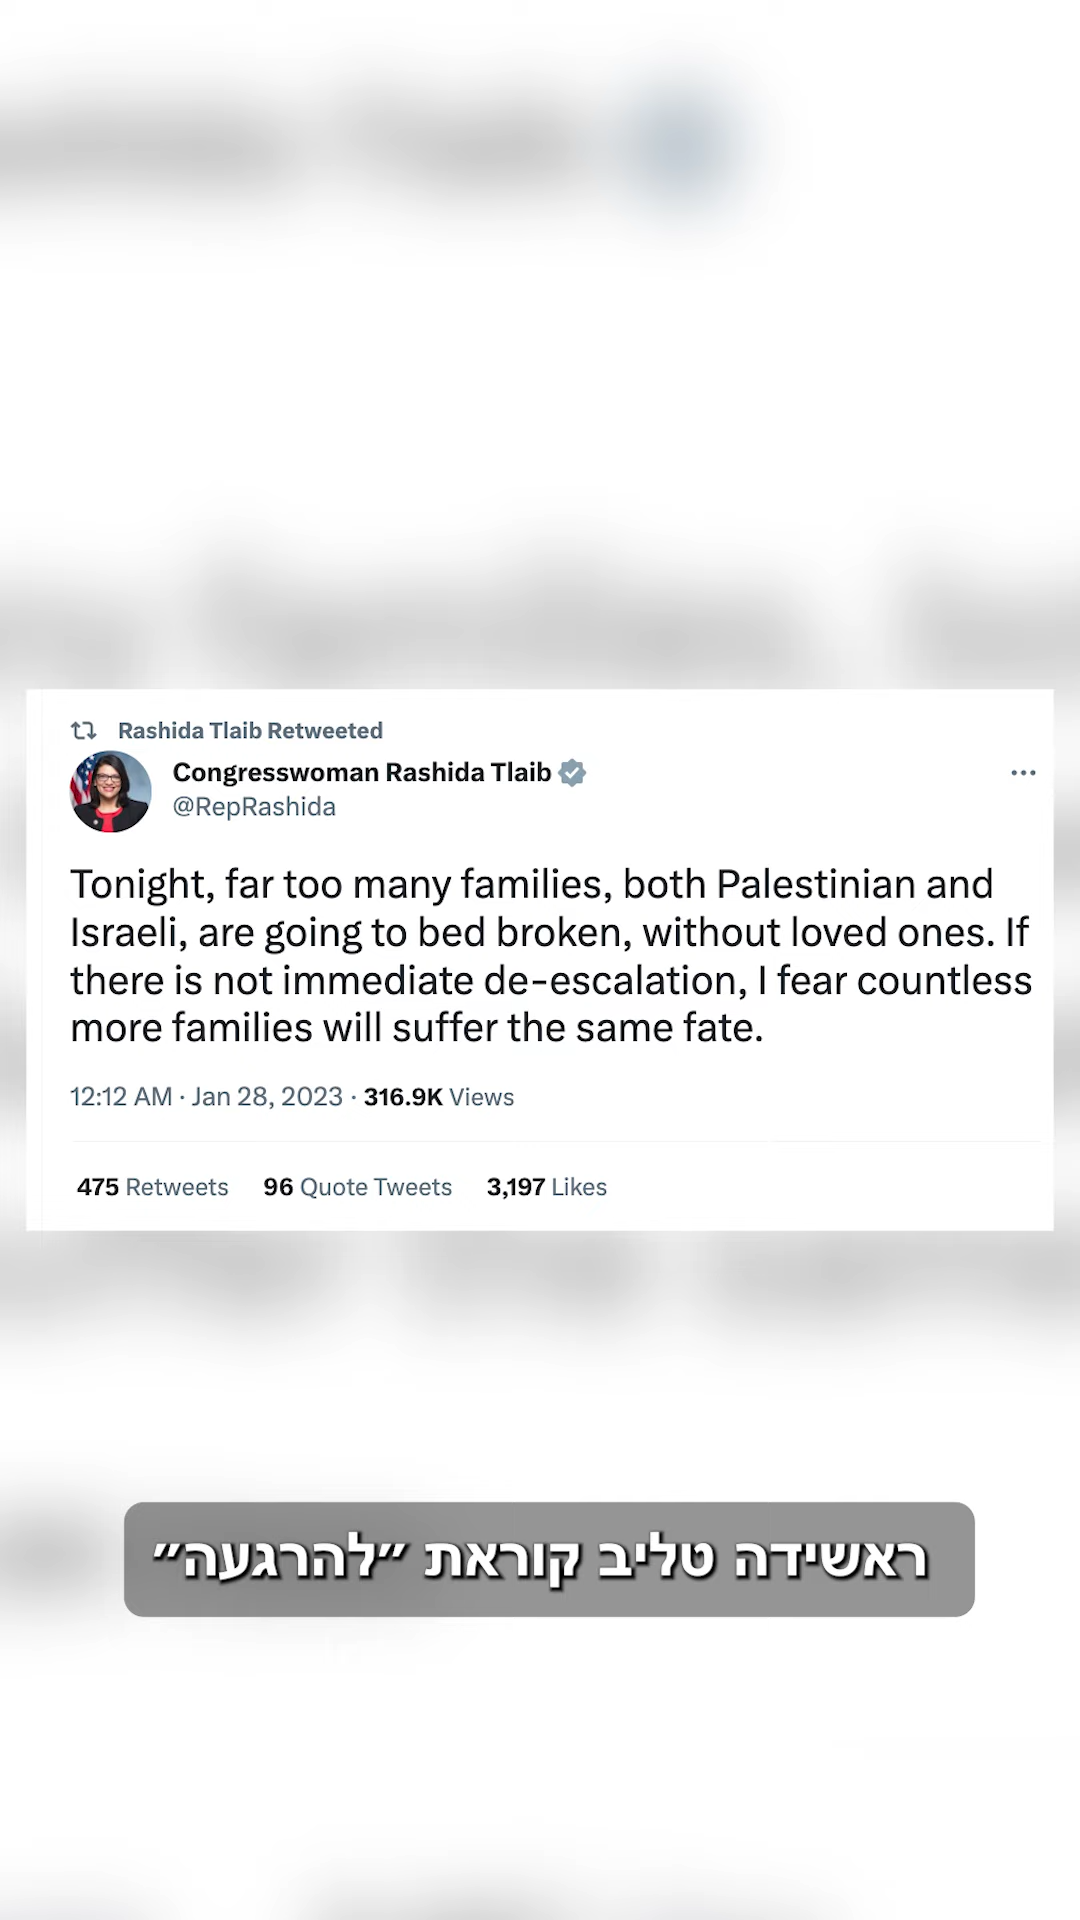 Rashida Tlaib Retweeted
Congresswoman Rashida Tlaib
@RepRashida
Tonight, far too many families, both Palestinian and
Israeli, are going to bed broken, without loved ones. If
there is not immediate de-escalation, I fear countless
more families will suffer the same fate.
12:12 AM · Jan 28, 2023 · 316.9K Views
475 Retweets 96 Quote Tweets 3,197 Likes
ראשידה טליב קוראת ״להרגעה״